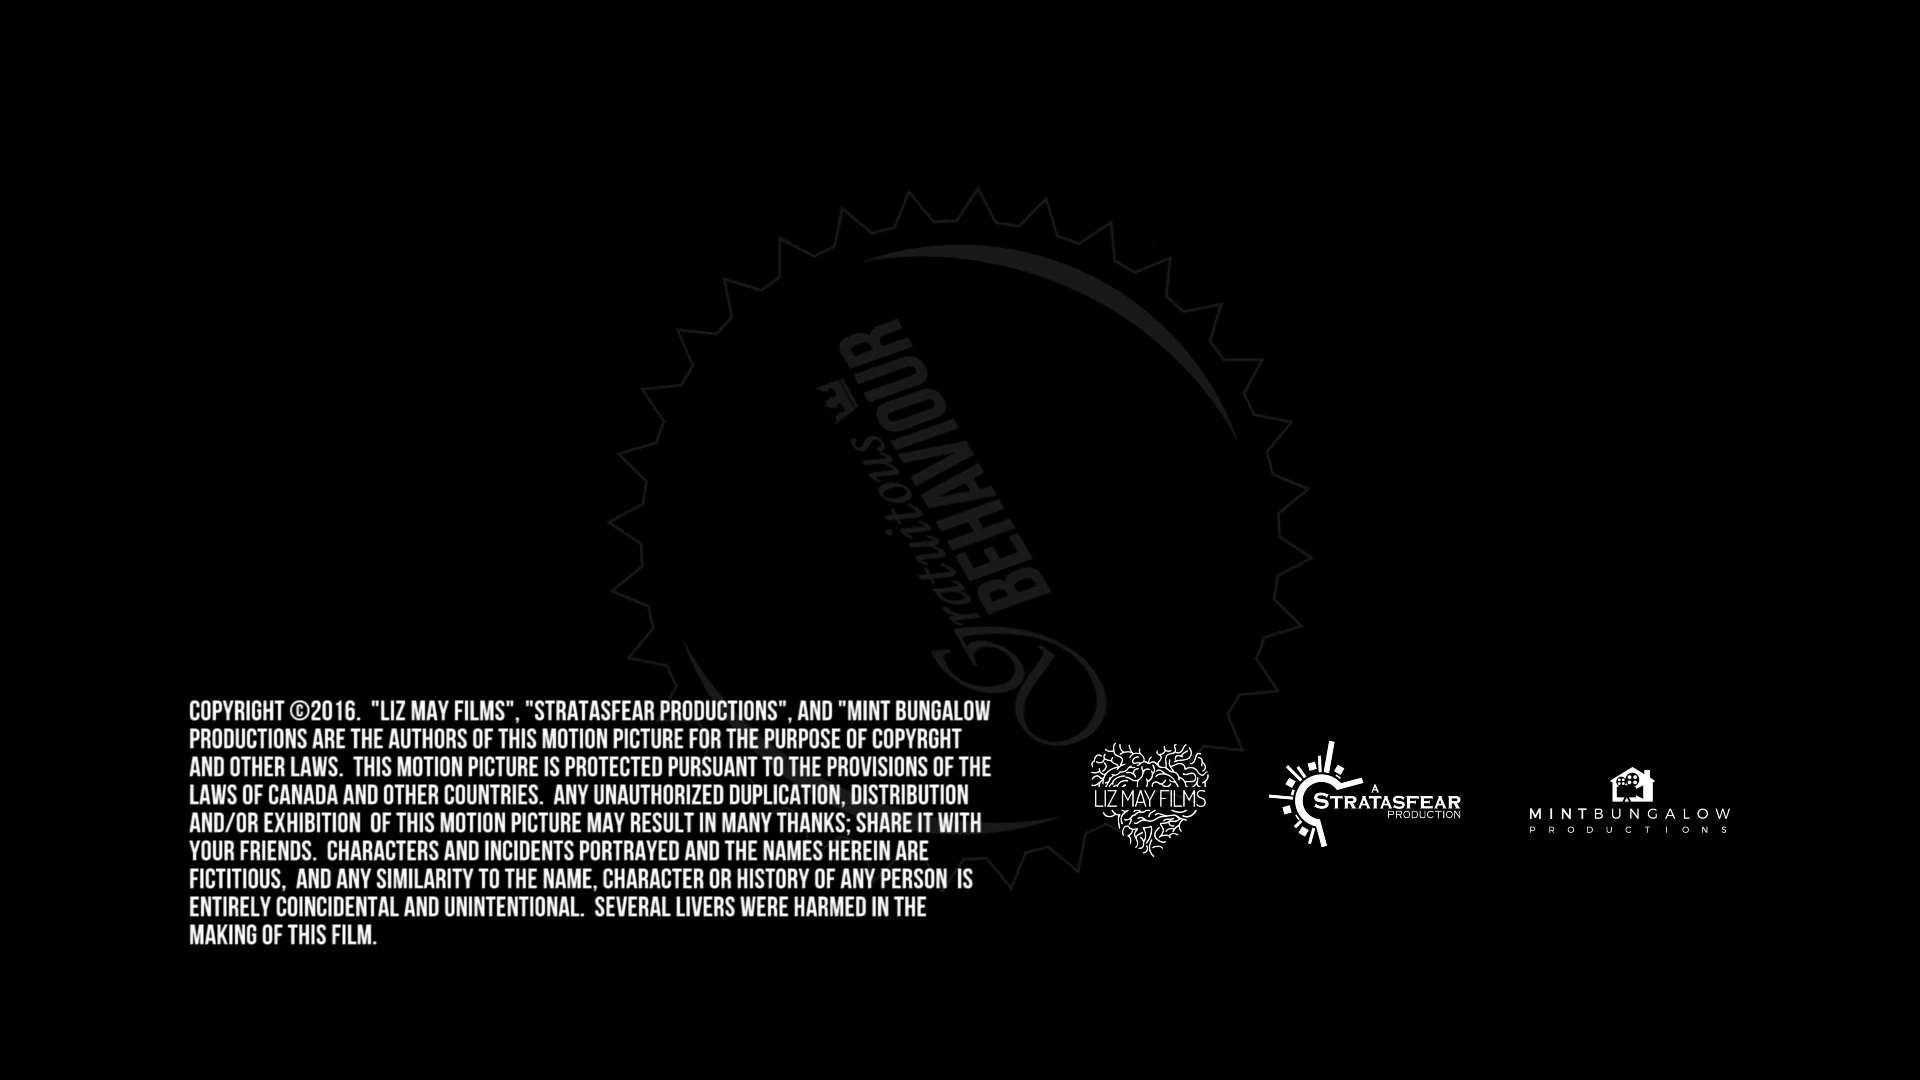 Gratuitous
BEHAVIOUR
COPYRIGHT ©2016.  "LIZ MAY FILMS", "STRATASFEAR PRODUCTIONS", AND "MINT BUNGALOW
PRODUCTIONS ARE THE AUTHORS OF THIS MOTION PICTURE FOR THE PURPOSE OF COPYRGHT
AND OTHER LAWS.  THIS MOTION PICTURE IS PROTECTED PURSUANT TO THE PROVISIONS OF THE
LAWS OF CANADA AND OTHER COUNTRIES.  ANY UNAUTHORIZED DUPLICATION, DISTRIBUTION
AND/OR EXHIBITION  OF THIS MOTION PICTURE MAY RESULT IN MANY THANKS; SHARE IT WITH
YOUR FRIENDS.  CHARACTERS AND INCIDENTS PORTRAYED AND THE NAMES HEREIN ARE
FICTITIOUS,  AND ANY SIMILARITY TO THE NAME, CHARACTER OR HISTORY OF ANY PERSON  IS
ENTIRELY COINCIDENTAL AND UNINTENTIONAL.  SEVERAL LIVERS WERE HARMED IN THE
MAKING OF THIS FILM.
LIZ MAY FILMS
A
STRATASFEAR
PRODUCTION
MINTBUNGALOW
PRODUCTIONS